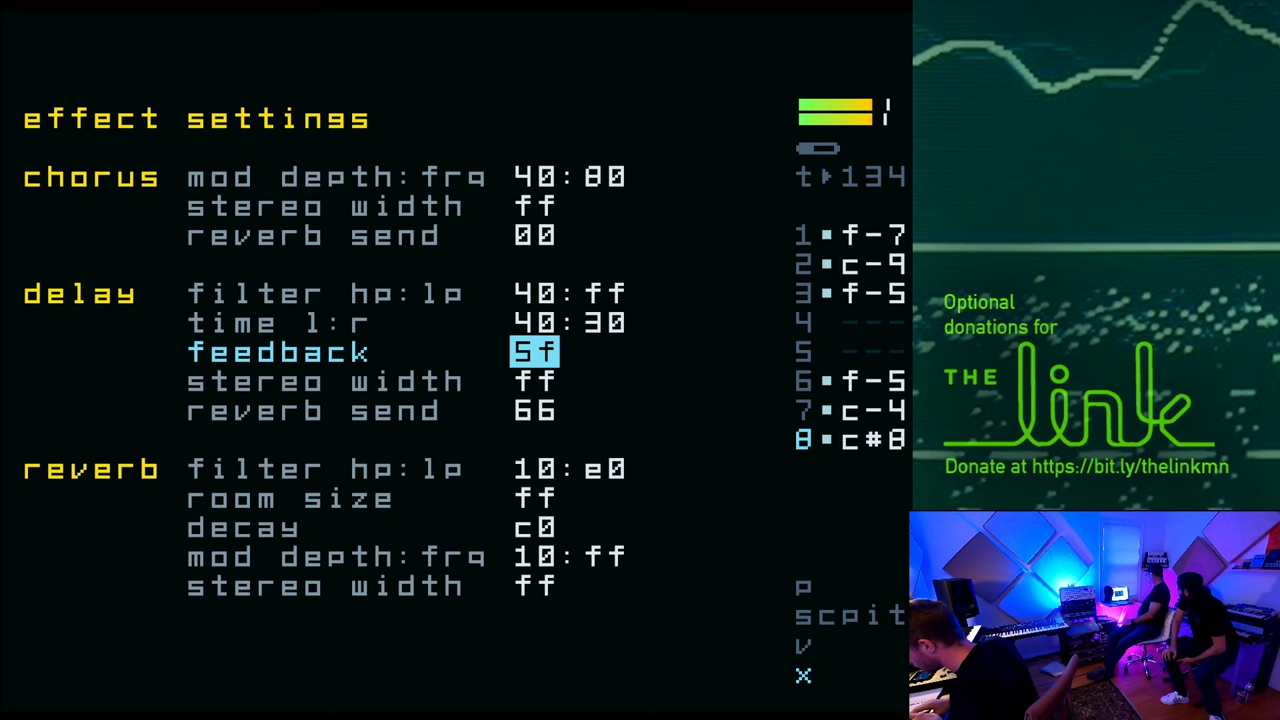 effect settings
chorus mod depth:frq 40:80
stereo width ff
reverb send 00
delay filter hp:lp 40:ff
time l:r 40:30
feedback 5f
stereo width ff
reverb send 66
reverb filter hp:lp 10:e0
room size ff
decay c0
mod depth:frq 10:ff
stereo width ff
t▸134
1 f-7
2 c-9
3 f-5
4 ---
5 ---
6 f-5
7 c-4
8 c#8
p
scpit
v
x
Optional
donations for
THE link
Donate at https://bit.ly/thelinkmn